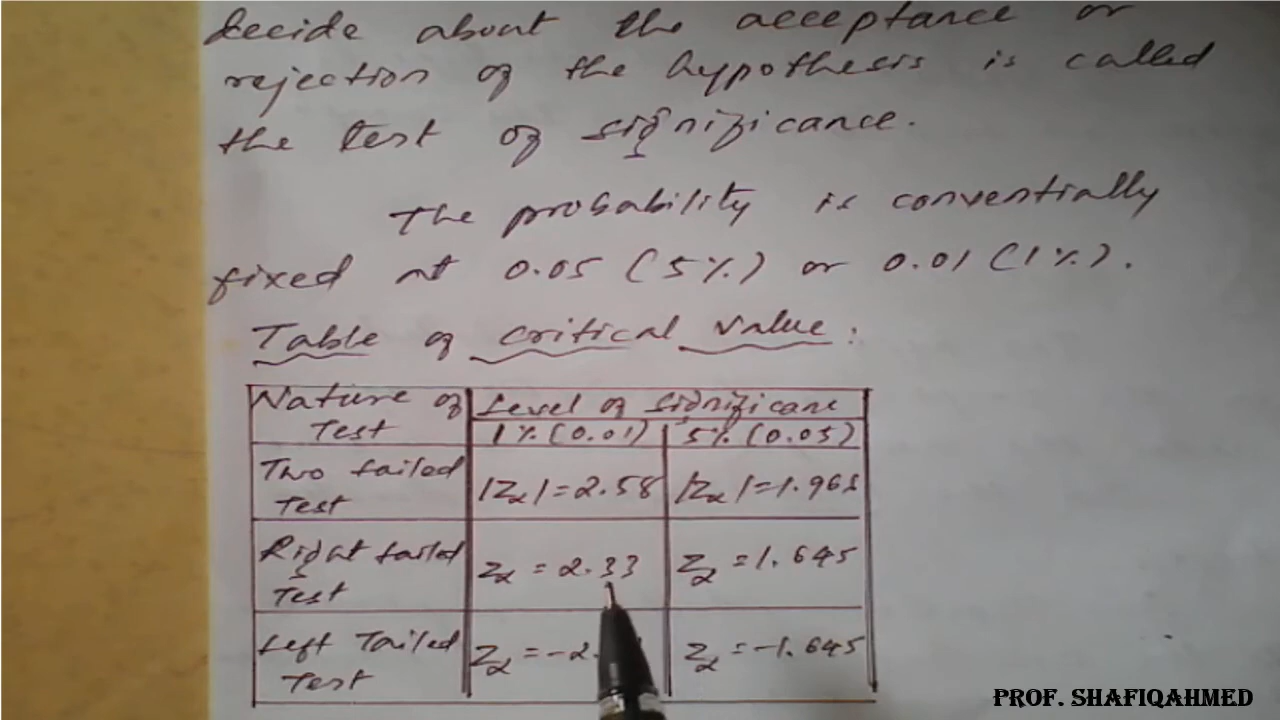 decide about the acceptance or
rejection of the hypothesis is called
the test of significance.
The probability is conventially
fixed at 0.05 (5%) or 0.01 (1%).
Table of critical value:
Nature of Test Level of significane
1% (0.01) 5% (0.05)
Two tailed Test |Zα| = 2.58 |Zα| = 1.96
Right tailed Test Zα = 2.33 Zα = 1.645
Left Tailed Test Zα = -2. Zα = -1.645
PROF. SHAFIQAHMED